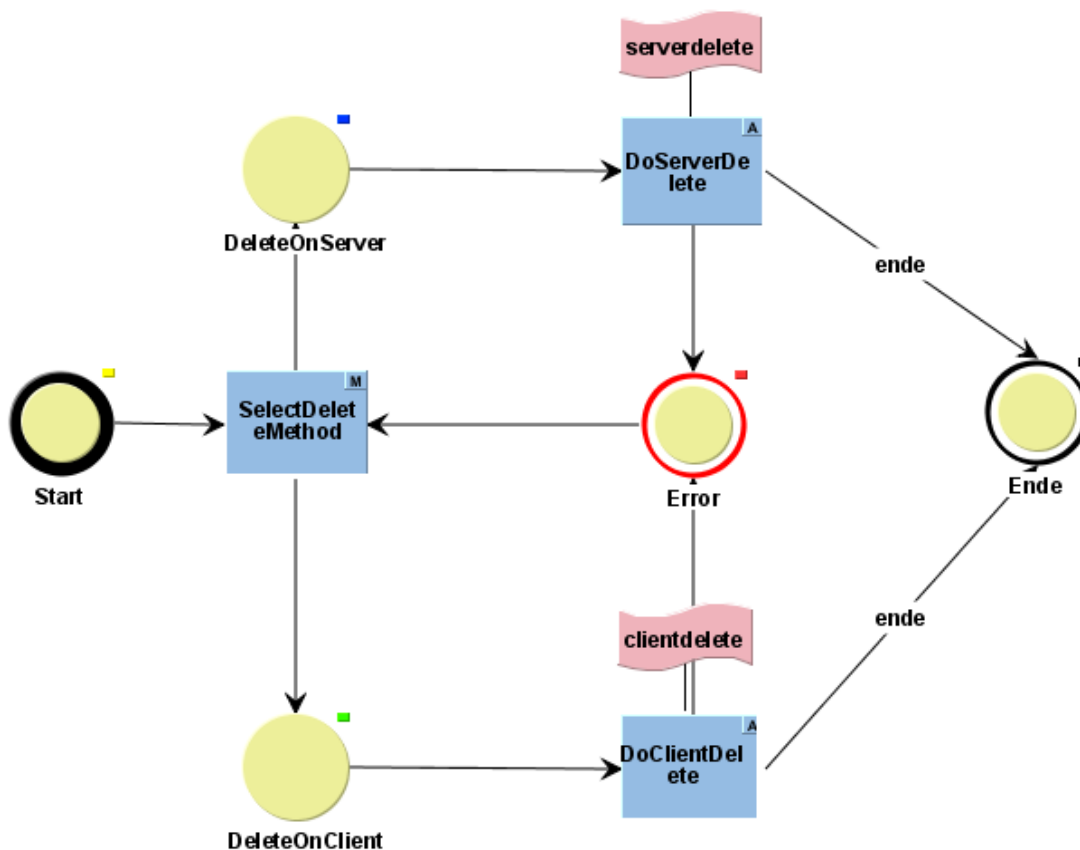 serverdelete
A
DoServerDe
lete
DeleteOnServer
ende
M
SelectDelet
eMethod
Start
Error
Ende
clientdelete
ende
A
DoClientDel
ete
DeleteOnClient